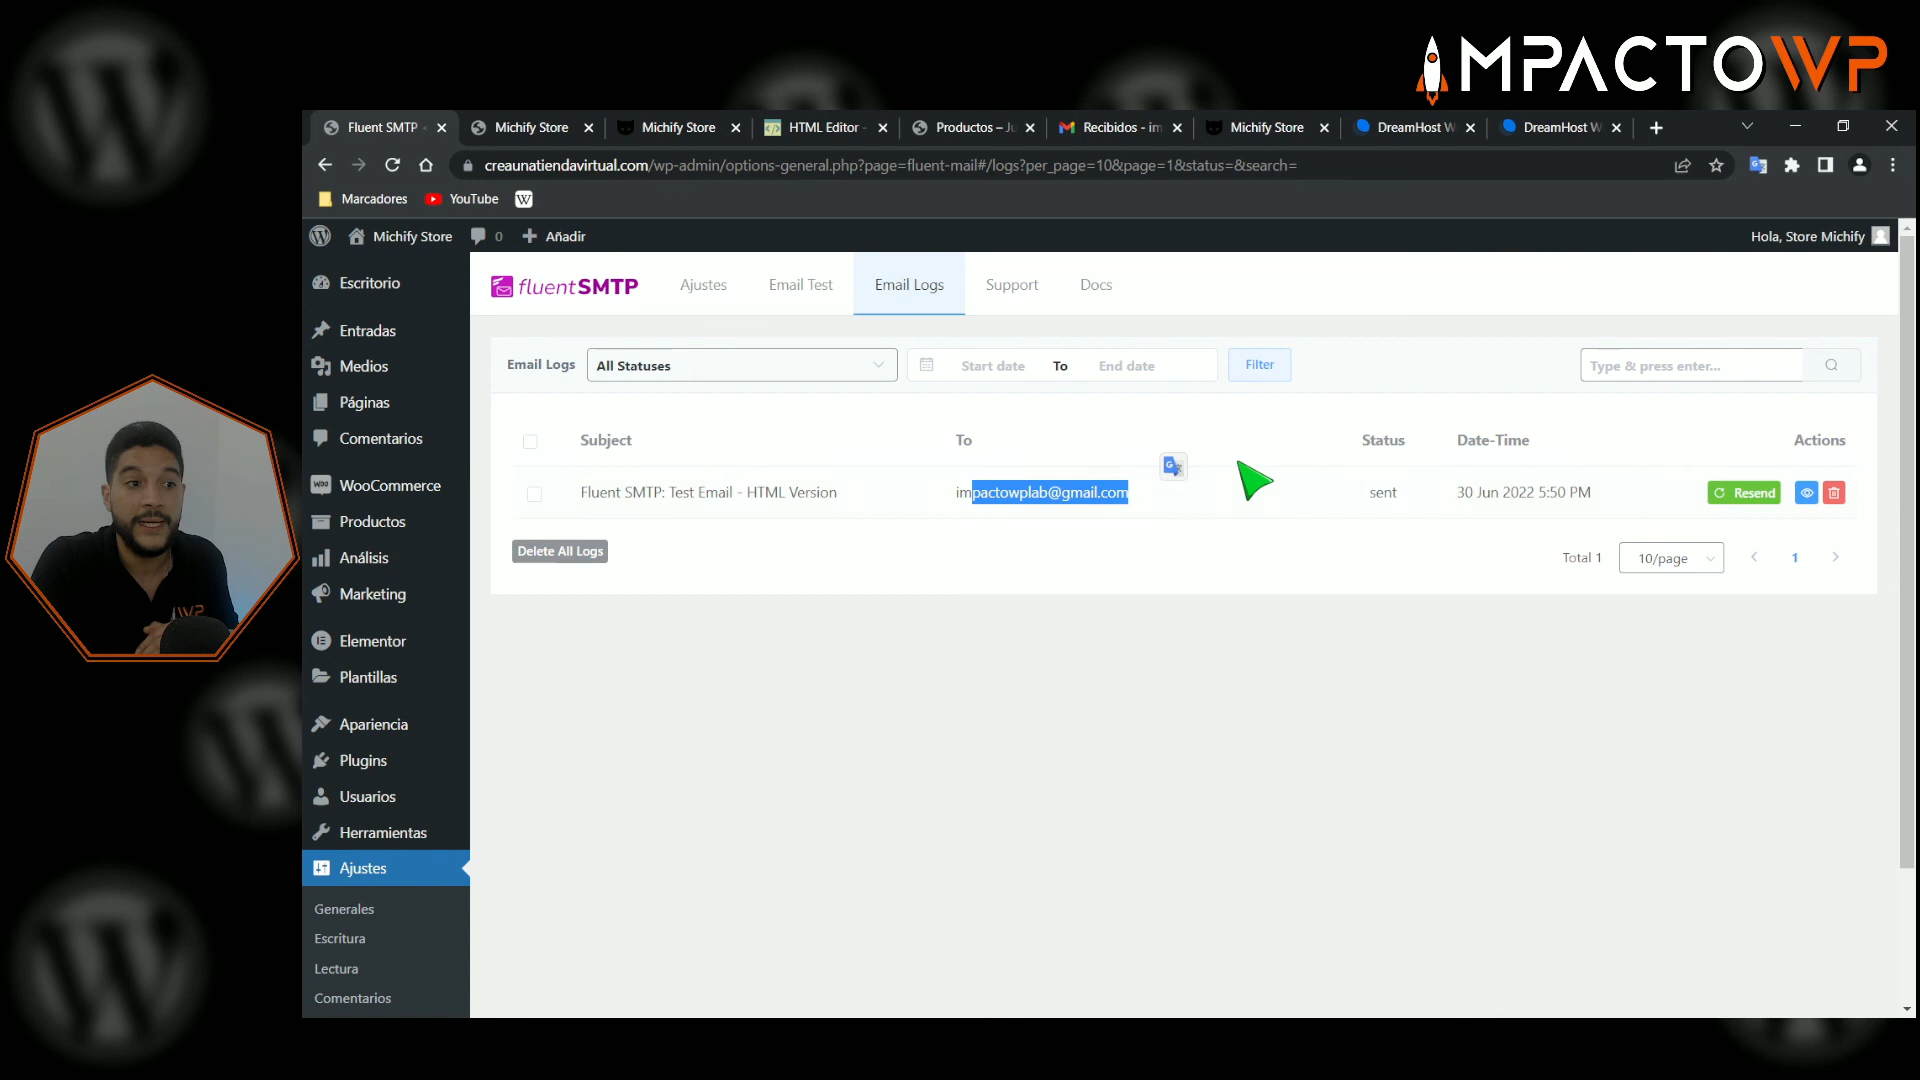 IMPACTOWP
Fluent SMTP
Michify Store
Michify Store
HTML Editor
Productos – Ju
Recibidos - im
Michify Store
DreamHost W
DreamHost W
creaunatiendavirtual.com/wp-admin/options-general.php?page=fluent-mail#/logs?per_page=10&page=1&status=&search=
Marcadores
YouTube
W
Michify Store
0
Añadir
Hola, Store Michify
Escritorio
Entradas
Medios
Páginas
Comentarios
WooCommerce
Productos
Análisis
Marketing
Elementor
Plantillas
Apariencia
Plugins
Usuarios
Herramientas
Ajustes
Generales
Escritura
Lectura
Comentarios
fluentSMTP
Ajustes
Email Test
Email Logs
Support
Docs
Email Logs
All Statuses
Start date
To
End date
Filter
Type & press enter...
Subject
To
Status
Date-Time
Actions
Fluent SMTP: Test Email - HTML Version
impactowplab@gmail.com
sent
30 Jun 2022 5:50 PM
Resend
Delete All Logs
Total 1
10/page
1
WP